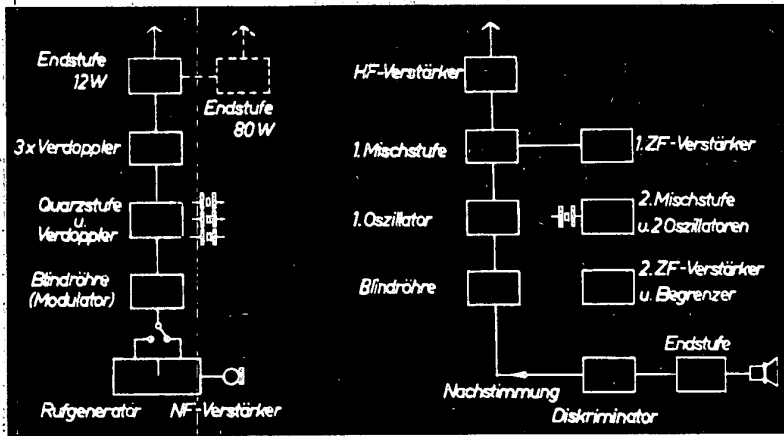 Endstufe
12W
Endstufe
80W
3x Verdoppler
Quarzstufe
u.
Verdoppler
Blindröhre
(Modulator)
Rufgenerator
NF-Verstärker
HF-Verstärker
1. Mischstufe
1. ZF-Verstärker
1. Oszillator
2. Mischstufe
u. 2 Oszillatoren
Blindröhre
2. ZF-Verstärker
u. Begrenzer
Endstufe
Nachstimmung
Diskriminator